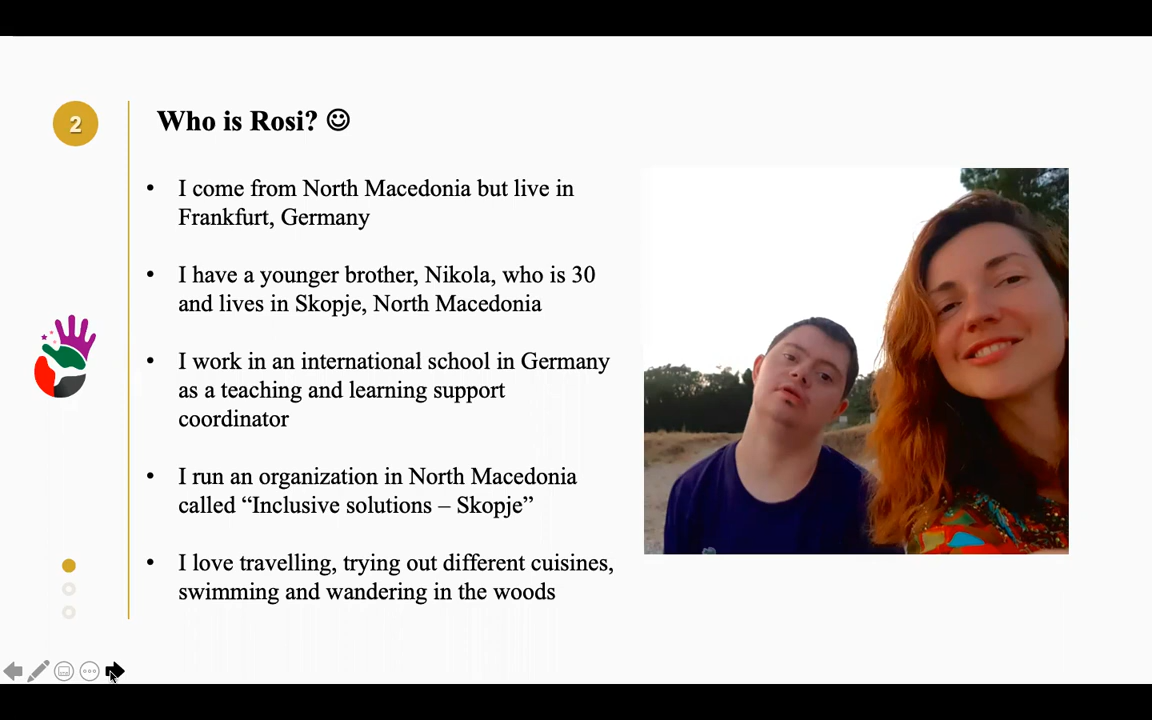 2
Who is Rosi? ☺
• I come from North Macedonia but live in
Frankfurt, Germany
• I have a younger brother, Nikola, who is 30
and lives in Skopje, North Macedonia
• I work in an international school in Germany
as a teaching and learning support
coordinator
• I run an organization in North Macedonia
called “Inclusive solutions – Skopje”
• I love travelling, trying out different cuisines,
swimming and wandering in the woods